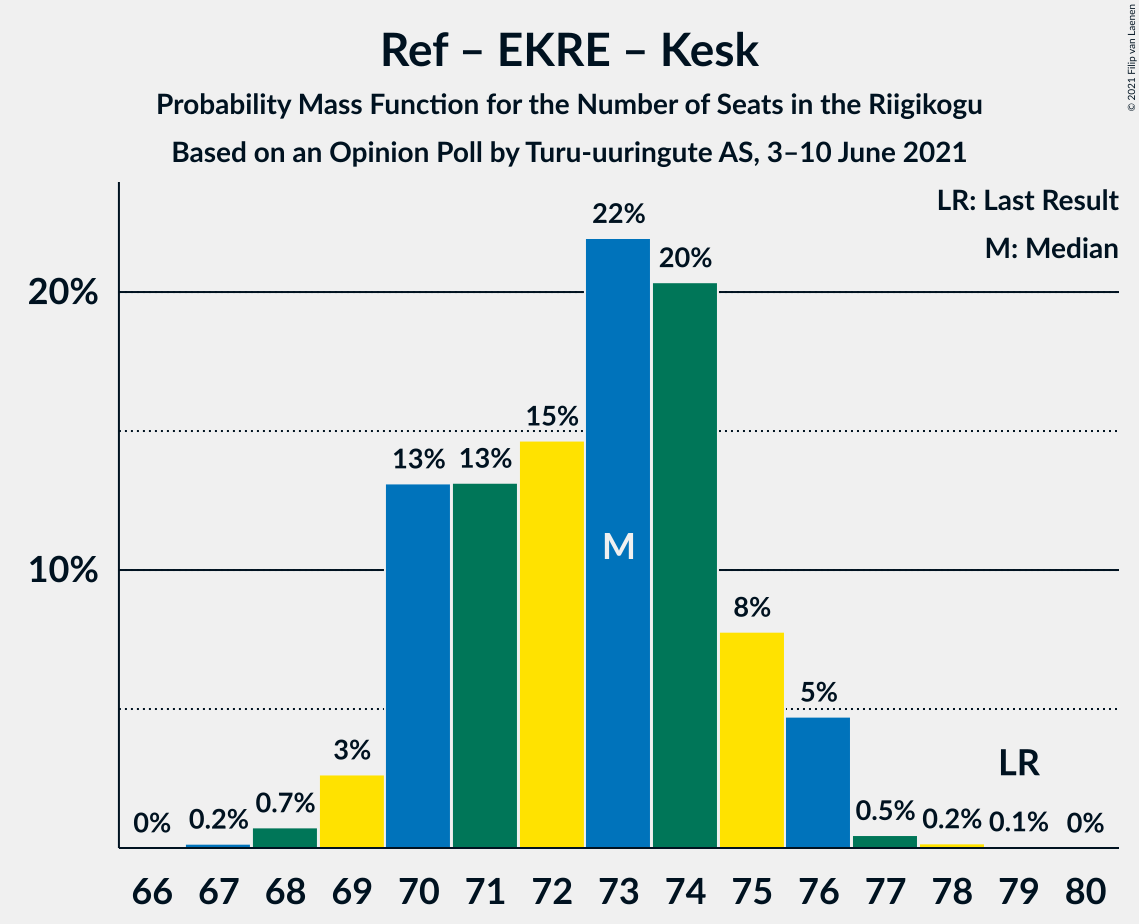 Ref – EKRE – Kesk
Probability Mass Function for the Number of Seats in the Riigikogu
Based on an Opinion Poll by Turu-uuringute AS, 3–10 June 2021
© 2021 Filip van Laenen
LR: Last Result
M: Median
22%
20%
20%
15%
13%
13%
M
10%
8%
5%
3%
LR
0%
0.2%
0.7%
0.5%
0.2%
0.1%
0%
66 67 68 69 70 71 72 73 74 75 76 77 78 79 80